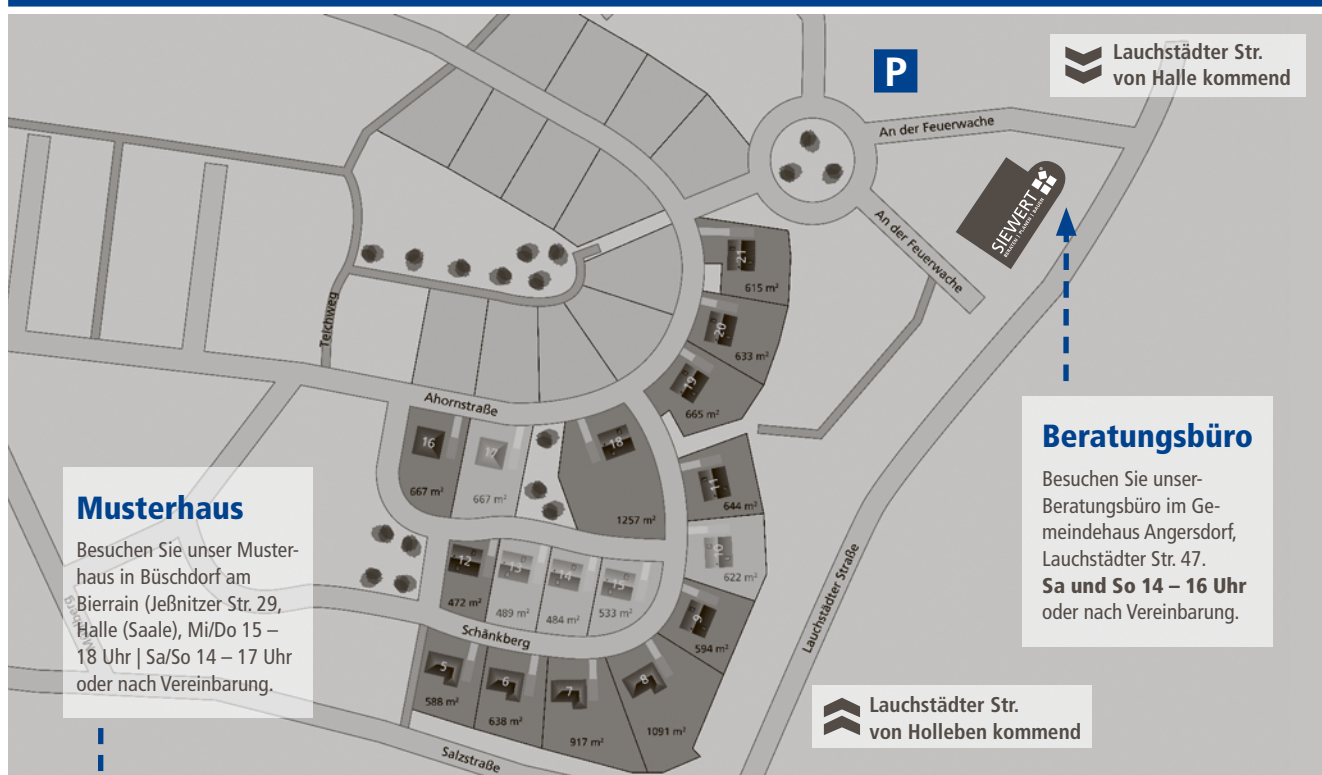 P
Lauchstädter Str.
von Halle kommend
An der Feuerwache
SIEWERT
BERATEN | PLANEN | BAUEN
An der Feuerwache
21
615 m²
20
633 m²
19
665 m²
Teichweg
Ahornstraße
16
667 m²
17
667 m²
18
1257 m²
11
644 m²
10
622 m²
12
472 m²
13
489 m²
14
484 m²
15
533 m²
9
594 m²
Schänkberg
5
588 m²
6
638 m²
7
917 m²
8
1091 m²
Salzstraße
Lauchstädter Straße
Musterhaus
Besuchen Sie unser Muster-
haus in Büschdorf am
Bierrain (Jeßnitzer Str. 29,
Halle (Saale), Mi/Do 15 –
18 Uhr | Sa/So 14 – 17 Uhr
oder nach Vereinbarung.
Beratungsbüro
Besuchen Sie unser-
Beratungsbüro im Ge-
meindehaus Angersdorf,
Lauchstädter Str. 47.
Sa und So 14 – 16 Uhr
oder nach Vereinbarung.
Lauchstädter Str.
von Holleben kommend